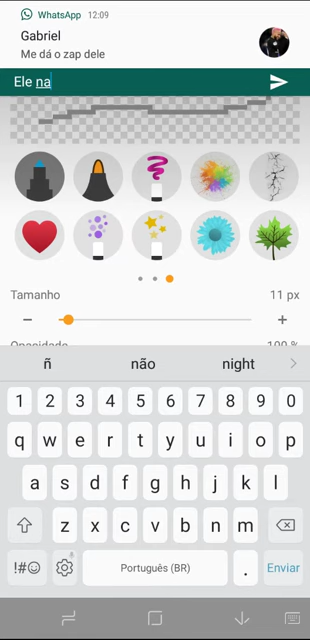 WhatsApp 12:09
Gabriel
Me dá o zap dele
Ele na
Tamanho 11 px
Opacidade 100 %
ñ não night
1 2 3 4 5 6 7 8 9 0
q w e r t y u i o p
a s d f g h j k l
z x c v b n m
!#☺ Português (BR) . Enviar